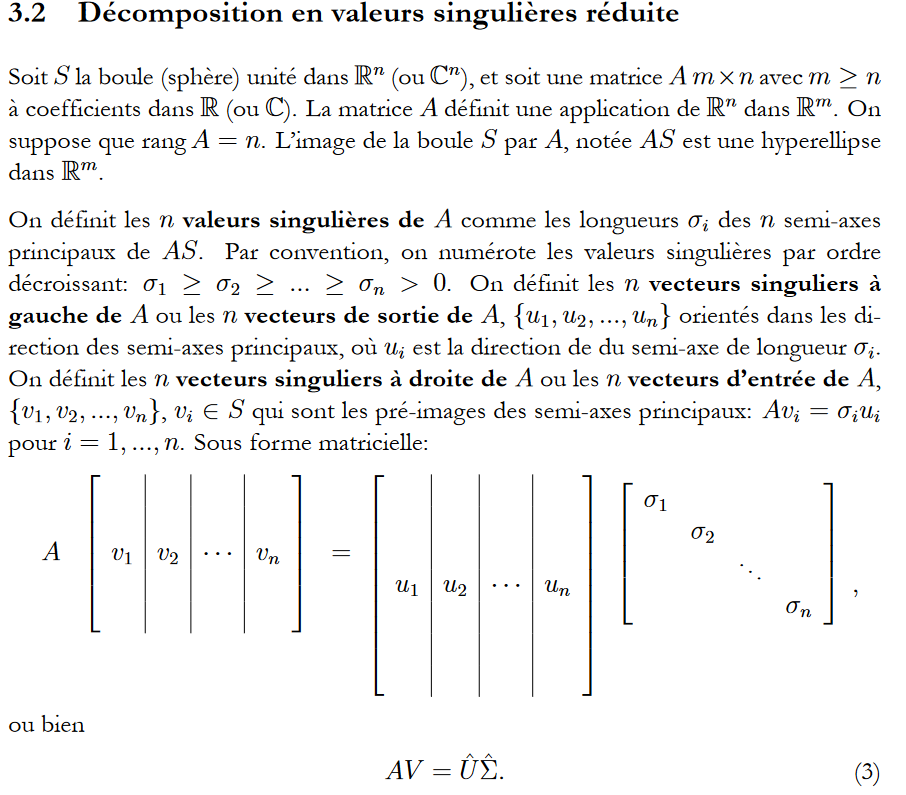 3.2 Décomposition en valeurs singulières réduite
Soit S la boule (sphère) unité dans ℝⁿ (ou ℂⁿ), et soit une matrice A m × n avec m ≥ n
à coefficients dans ℝ (ou ℂ). La matrice A définit une application de ℝⁿ dans ℝᵐ. On
suppose que rang A = n. L'image de la boule S par A, notée AS est une hyperellipse
dans ℝᵐ.
On définit les n valeurs singulières de A comme les longueurs σᵢ des n semi-axes
principaux de AS. Par convention, on numérote les valeurs singulières par ordre
décroissant: σ₁ ≥ σ₂ ≥ ... ≥ σₙ > 0. On définit les n vecteurs singuliers à
gauche de A ou les n vecteurs de sortie de A, {u₁, u₂, ..., uₙ} orientés dans les di-
rection des semi-axes principaux, où uᵢ est la direction de du semi-axe de longueur σᵢ.
On définit les n vecteurs singuliers à droite de A ou les n vecteurs d'entrée de A,
{v₁, v₂, ..., vₙ}, vᵢ ∈ S qui sont les pré-images des semi-axes principaux: Avᵢ = σᵢuᵢ
pour i = 1, ..., n. Sous forme matricielle:
A [ v₁ | v₂ | ⋯ | vₙ ] = [ u₁ | u₂ | ⋯ | uₙ ] [ σ₁ σ₂ ⋱ σₙ ] ,
ou bien
AV = ÛΣ̂. (3)